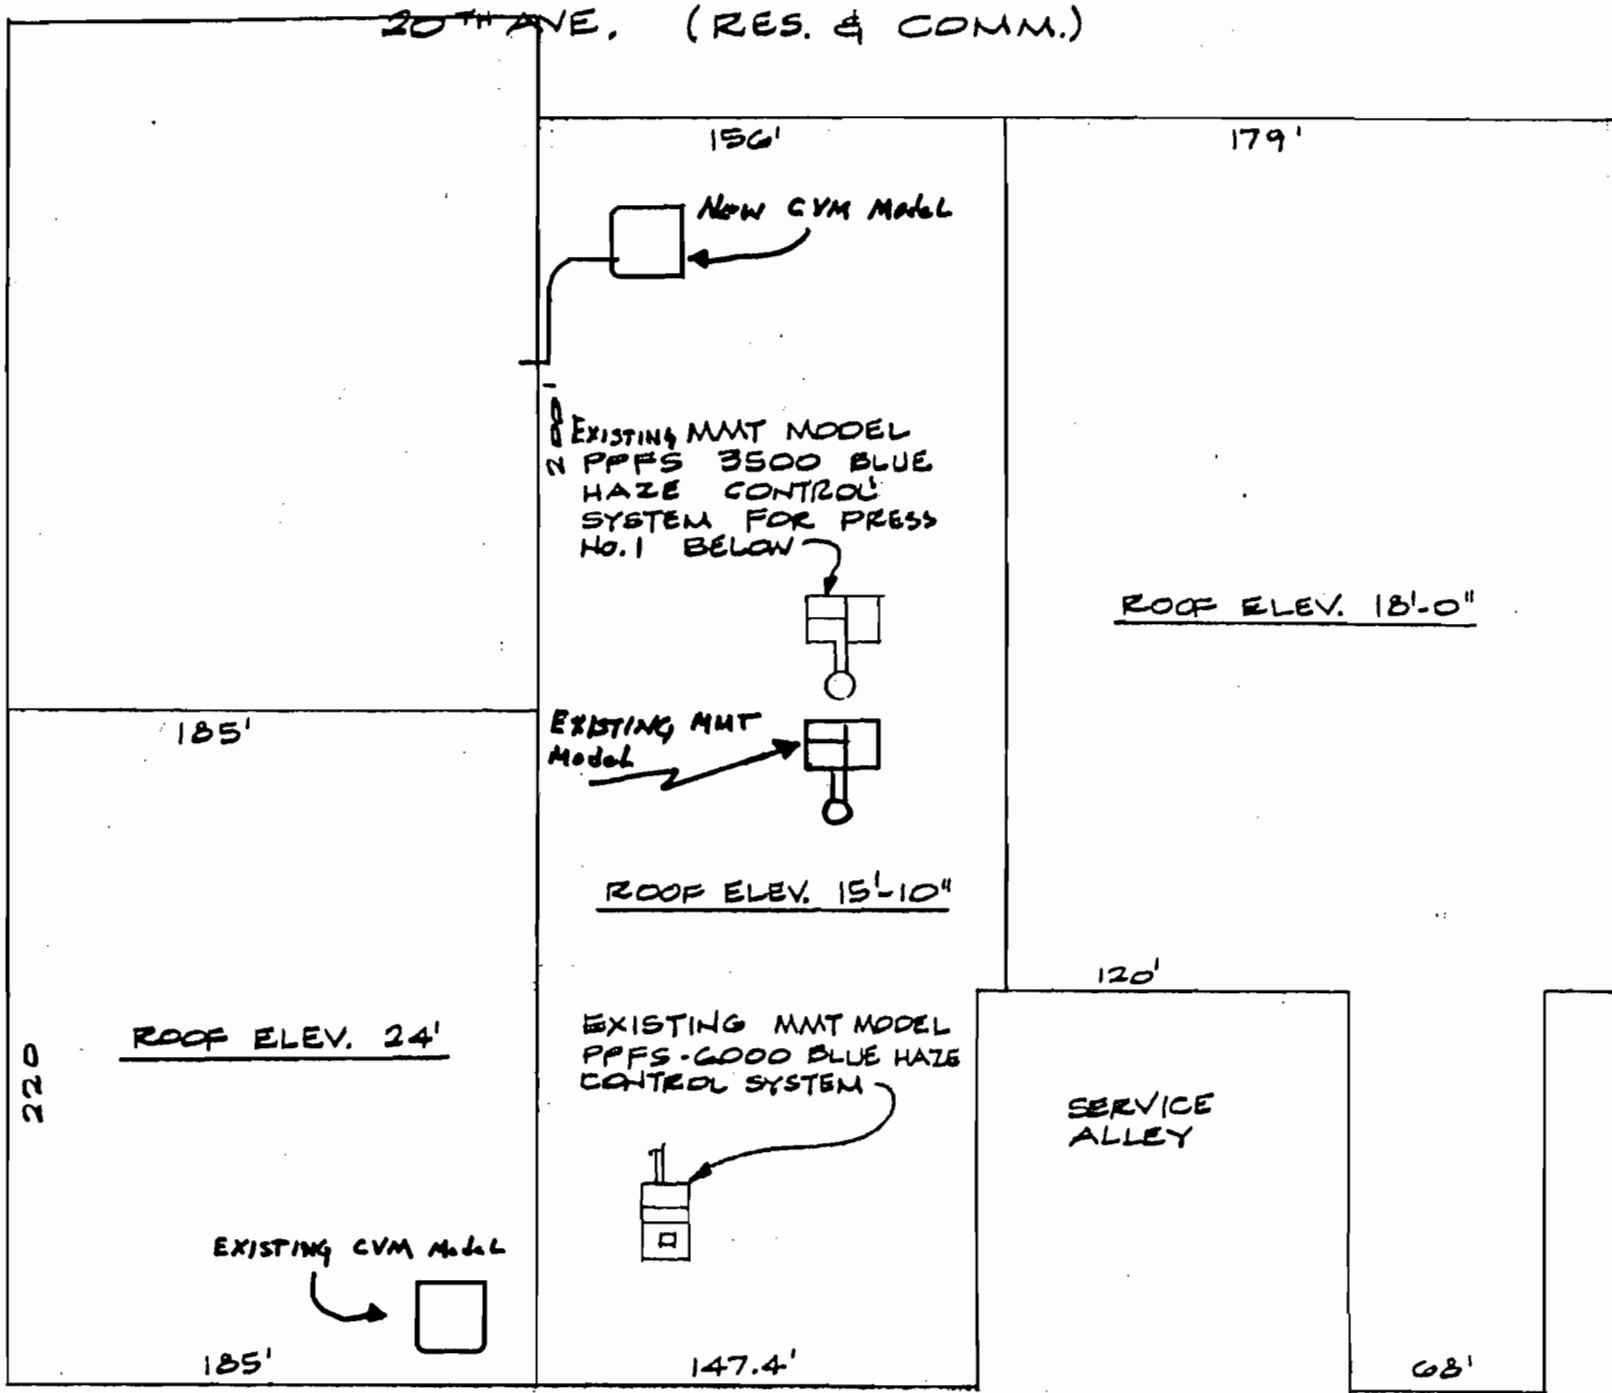 20TH AVE. (RES. & COMM.)
156'
179'
New CVM Model
200'
EXISTING MMT MODEL
PPFS 3500 BLUE
HAZE CONTROL
SYSTEM FOR PRESS
No. 1 BELOW
ROOF ELEV. 18'-0"
185'
EXISTING MMT
Model
ROOF ELEV. 15'-10"
120'
ROOF ELEV. 24'
220
EXISTING MMT MODEL
PPFS-6000 BLUE HAZE
CONTROL SYSTEM
SERVICE
ALLEY
EXISTING CVM Model
185'
147.4'
68'